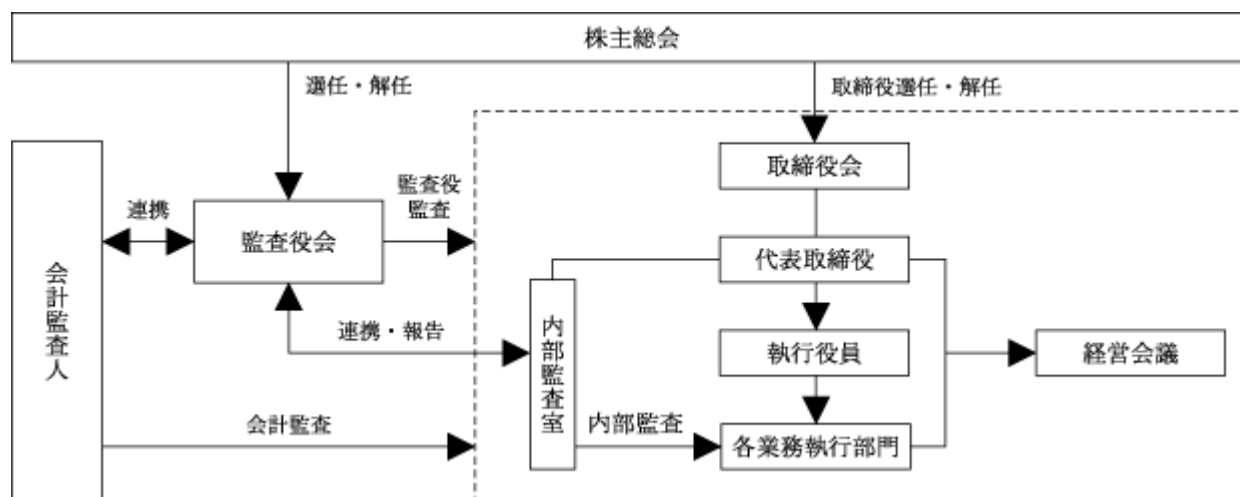 株主総会
選任・解任
取締役選任・解任
取締役会
監査役
監査
連携
監査役会
代表取締役
会計監査人
内部監査室
連携・報告
執行役員
経営会議
会計監査
内部監査
各業務執行部門